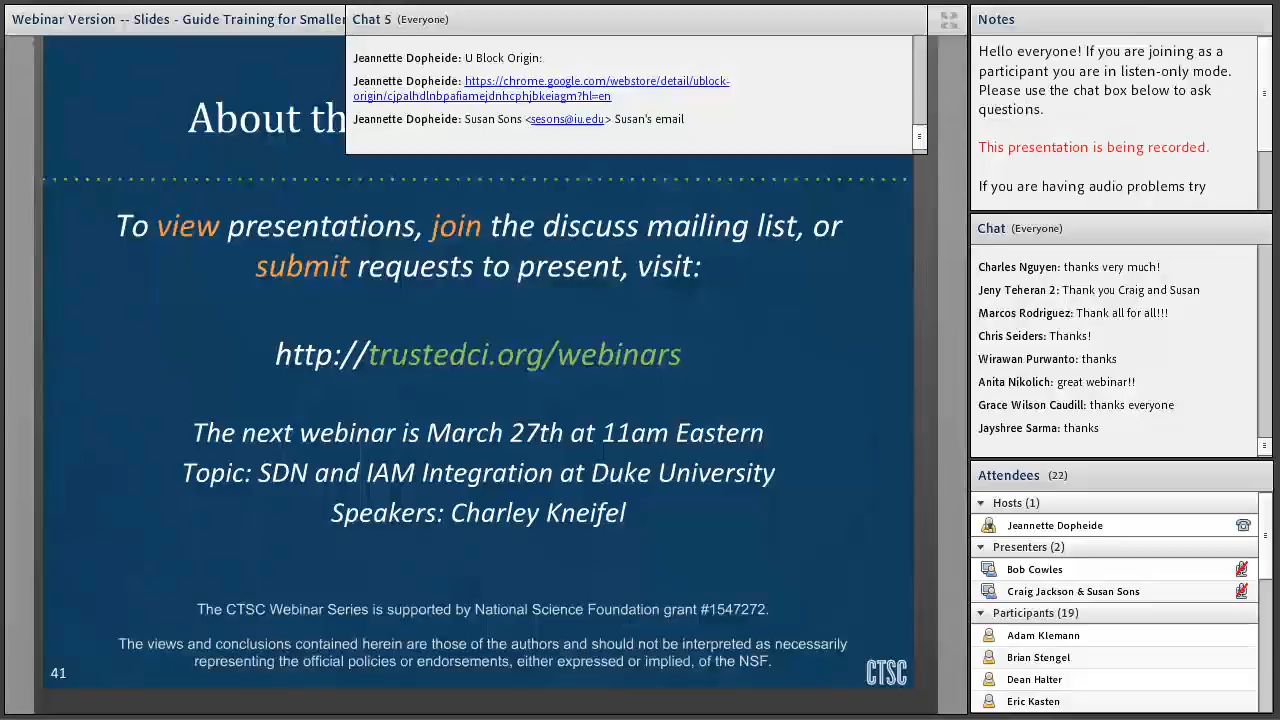 Webinar Version -- Slides - Guide Training for Smaller
Chat 5 (Everyone)
Jeannette Dopheide: U Block Origin:
Jeannette Dopheide: https://chrome.google.com/webstore/detail/ublock-
origin/cjpalhdlnbpafiamejdnhcphjbkeiagm?hl=en
Jeannette Dopheide: Susan Sons <sesons@iu.edu> Susan's email
About th
To view presentations, join the discuss mailing list, or
submit requests to present, visit:
http://trustedci.org/webinars
The next webinar is March 27th at 11am Eastern
Topic: SDN and IAM Integration at Duke University
Speakers: Charley Kneifel
The CTSC Webinar Series is supported by National Science Foundation grant #1547272.
The views and conclusions contained herein are those of the authors and should not be interpreted as necessarily
representing the official policies or endorsements, either expressed or implied, of the NSF.
41
CTSC
Notes
Hello everyone! If you are joining as a
participant you are in listen-only mode.
Please use the chat box below to ask
questions.
This presentation is being recorded.
If you are having audio problems try
Chat (Everyone)
Charles Nguyen: thanks very much!
Jeny Teheran 2: Thank you Craig and Susan
Marcos Rodriguez: Thank all for all!!!
Chris Seiders: Thanks!
Wirawan Purwanto: thanks
Anita Nikolich: great webinar!!
Grace Wilson Caudill: thanks everyone
Jayshree Sarma: thanks
Attendees (22)
Hosts (1)
Jeannette Dopheide
Presenters (2)
Bob Cowles
Craig Jackson & Susan Sons
Participants (19)
Adam Klemann
Brian Stengel
Dean Halter
Eric Kasten